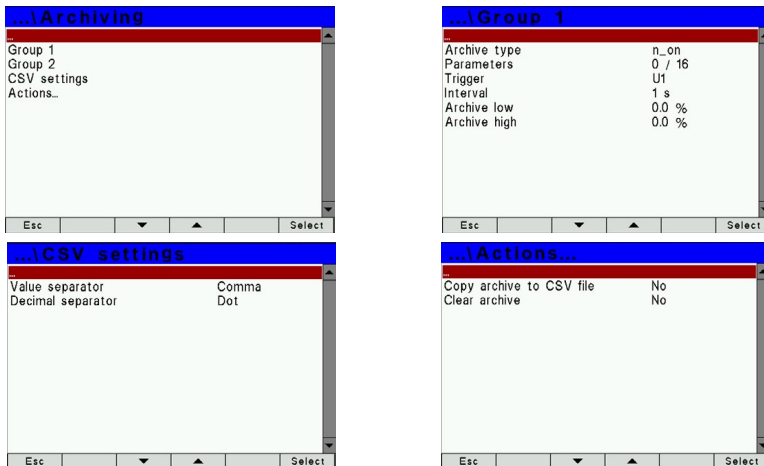 ...\Archiving
...
Group 1
Group 2
CSV settings
Actions...
Esc Select
...\Group 1
...
Archive type n_on
Parameters 0 / 16
Trigger U1
Interval 1 s
Archive low 0.0 %
Archive high 0.0 %
Esc Select
...\CSV settings
...
Value separator Comma
Decimal separator Dot
Esc Select
...\Actions...
...
Copy archive to CSV file No
Clear archive No
Esc Select